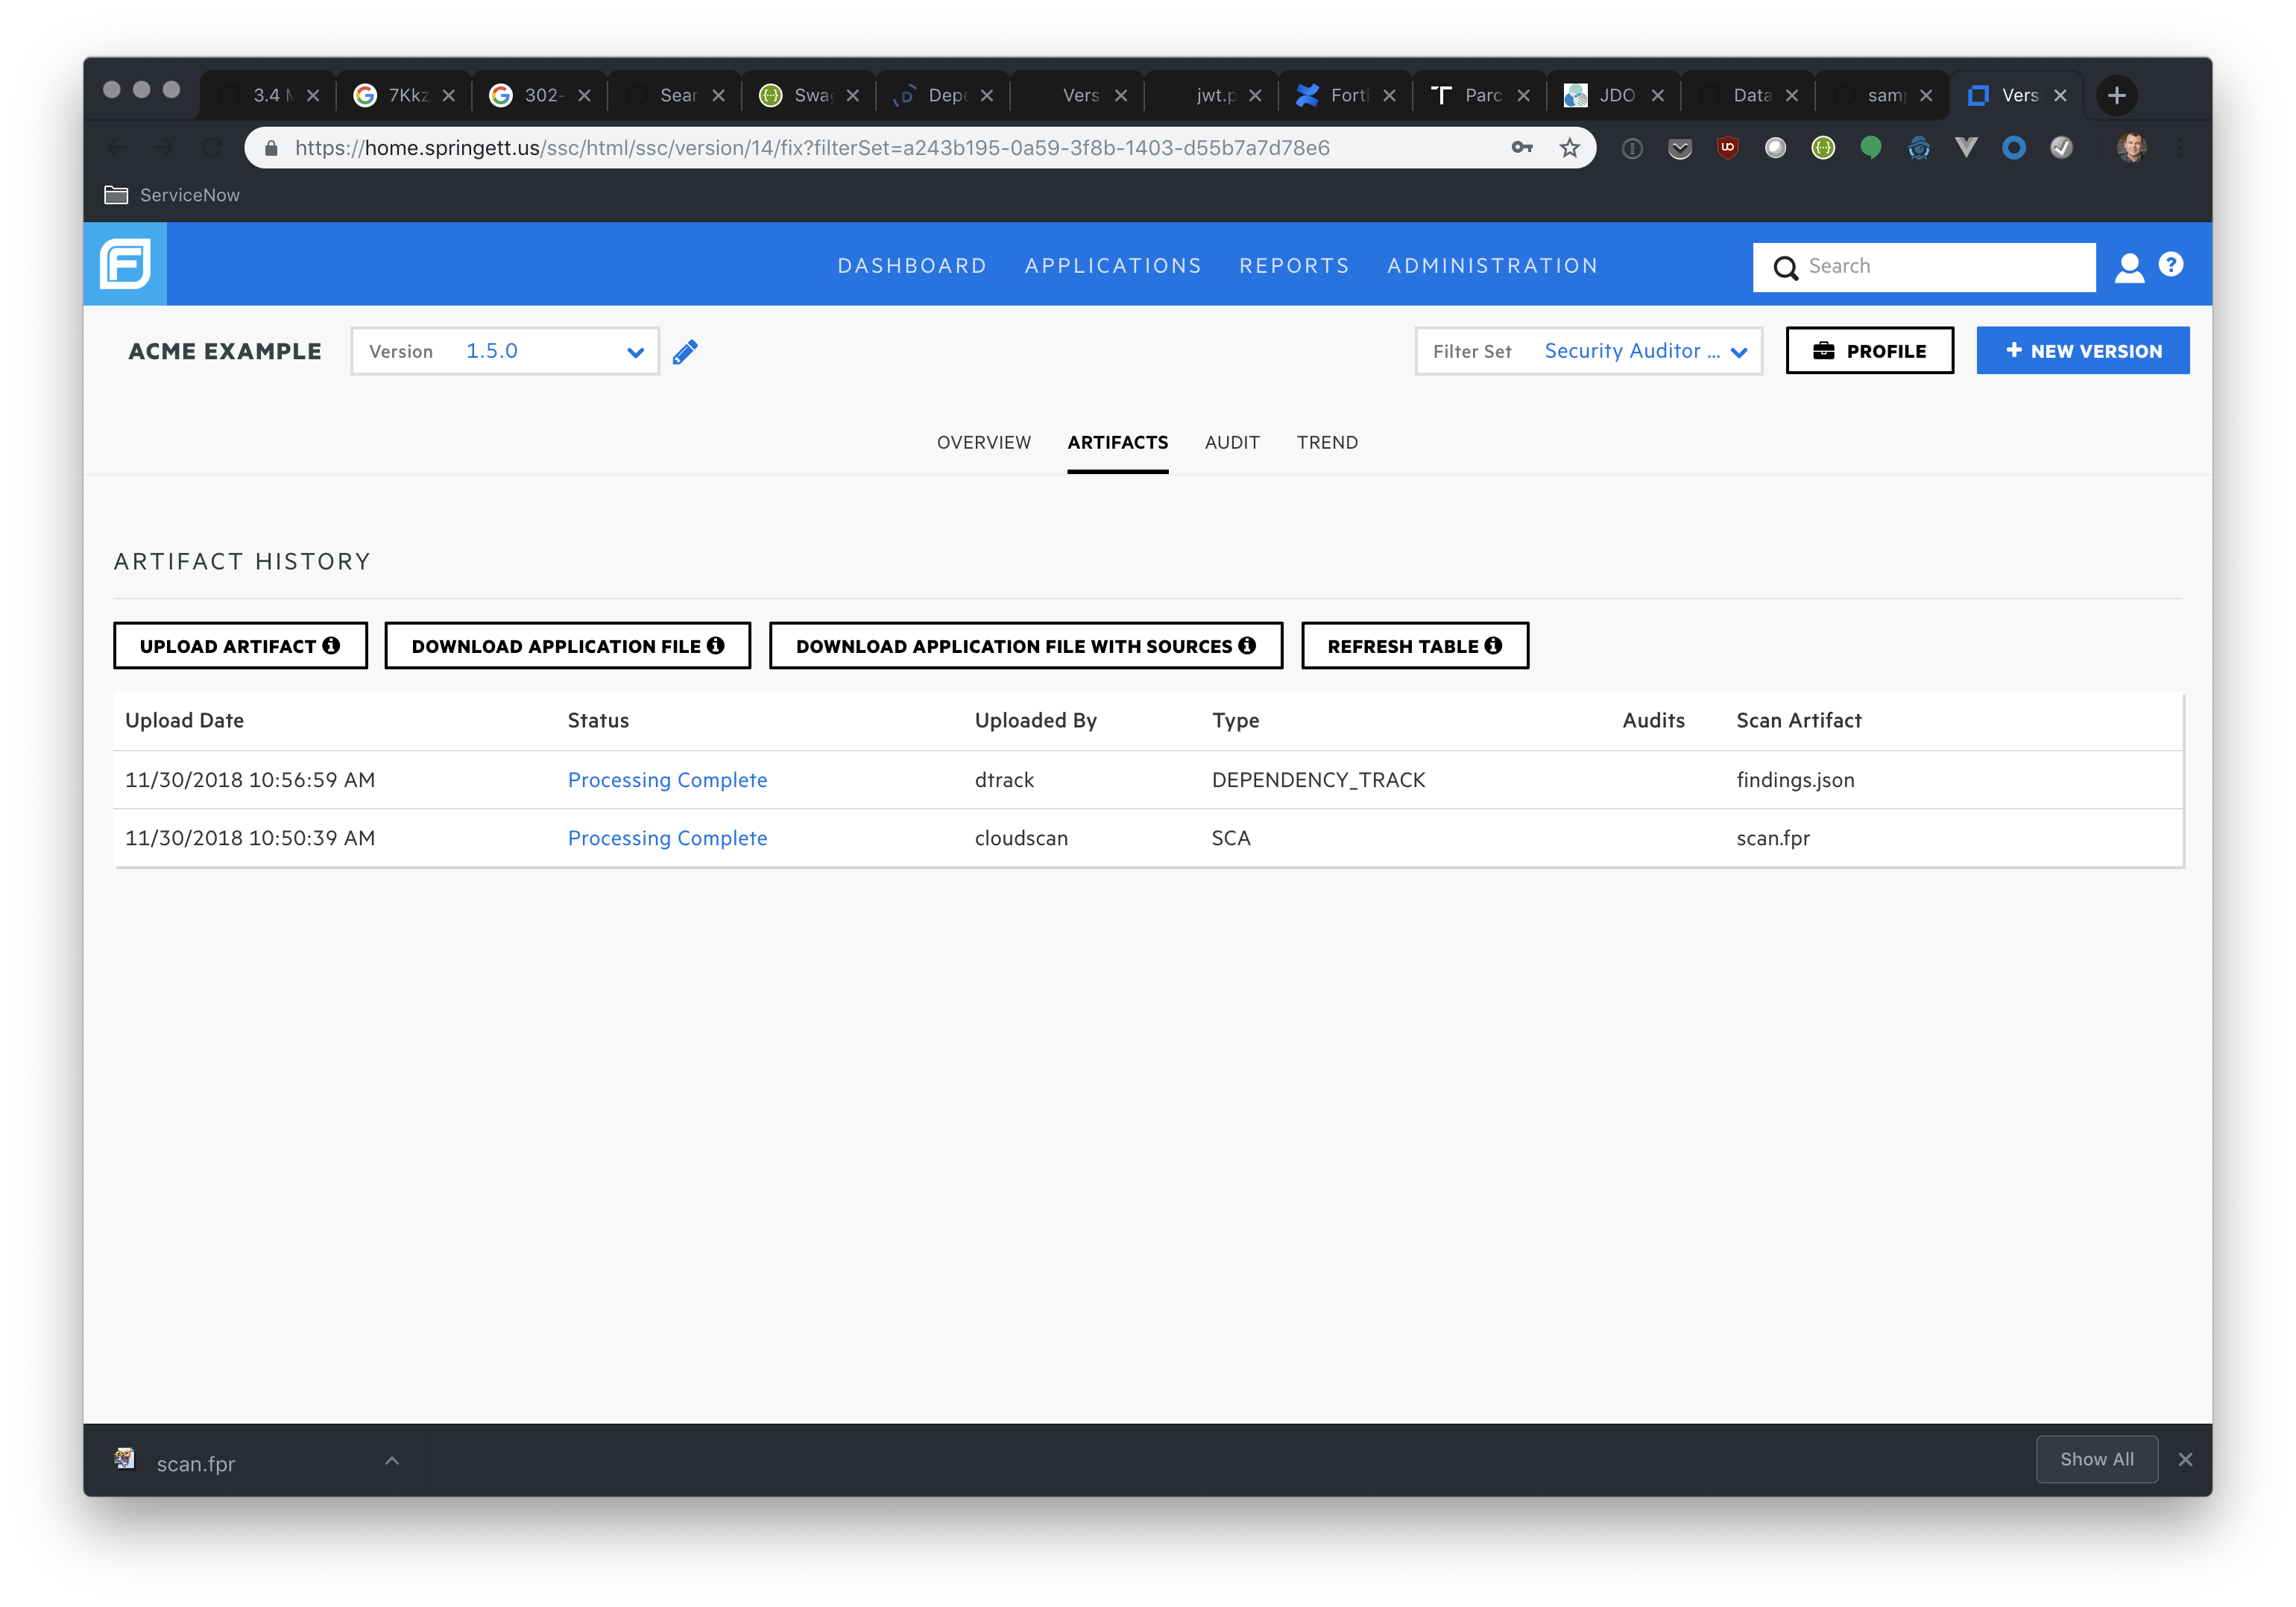 3.4 M
7Kkz
302-
Sear
Swa
Depe
Vers
jwt.p
Forti
Parc
JDO
Data
sam
Vers
https://home.springett.us/ssc/html/ssc/version/14/fix?filterSet=a243b195-0a59-3f8b-1403-d55b7a7d78e6
ServiceNow
DASHBOARD APPLICATIONS REPORTS ADMINISTRATION Search
ACME EXAMPLE Version 1.5.0 Filter Set Security Auditor ... PROFILE + NEW VERSION
OVERVIEW ARTIFACTS AUDIT TREND
ARTIFACT HISTORY
UPLOAD ARTIFACT DOWNLOAD APPLICATION FILE DOWNLOAD APPLICATION FILE WITH SOURCES REFRESH TABLE
Upload Date Status Uploaded By Type Audits Scan Artifact
11/30/2018 10:56:59 AM Processing Complete dtrack DEPENDENCY_TRACK findings.json
11/30/2018 10:50:39 AM Processing Complete cloudscan SCA scan.fpr
scan.fpr Show All